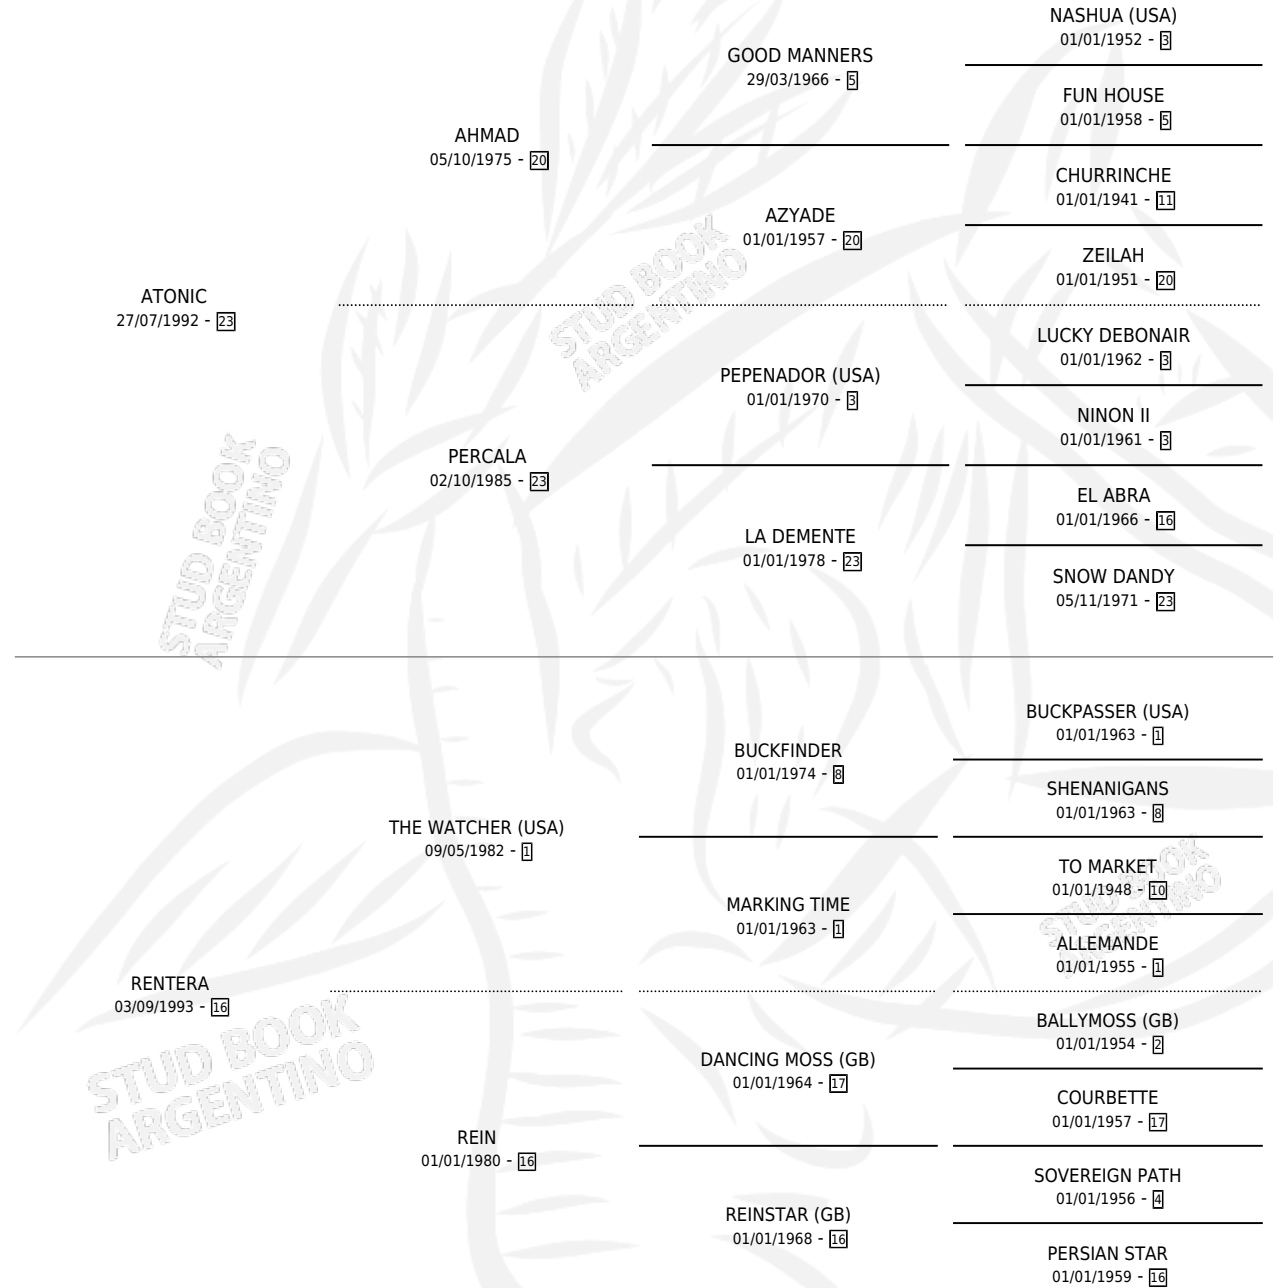 NASHUA (USA)
01/01/1952 - 3
GOOD MANNERS
29/03/1966 - 5
FUN HOUSE
01/01/1958 - 5
AHMAD
05/10/1975 - 20
CHURRINCHE
01/01/1941 - 11
AZYADE
01/01/1957 - 20
ZEILAH
01/01/1951 - 20
ATONIC
27/07/1992 - 23
STUD BOOK
ARGENTINO
LUCKY DEBONAIR
01/01/1962 - 3
PEPENADOR (USA)
01/01/1970 - 3
NINON II
01/01/1961 - 3
PERCALA
02/10/1985 - 23
STUD BOOK
ARGENTINO
EL ABRA
01/01/1966 - 16
LA DEMENTE
01/01/1978 - 23
SNOW DANDY
05/11/1971 - 23
BUCKPASSER (USA)
01/01/1963 - 1
BUCKFINDER
01/01/1974 - 8
SHENANIGANS
01/01/1963 - 8
THE WATCHER (USA)
09/05/1982 - 1
TO MARKET
01/01/1948 - 10
STUD BOOK
ARGENTINO
MARKING TIME
01/01/1963 - 1
ALLEMANDE
01/01/1955 - 1
RENTERA
03/09/1993 - 16
STUD BOOK
ARGENTINO
BALLYMOSS (GB)
01/01/1954 - 2
DANCING MOSS (GB)
01/01/1964 - 17
COURBETTE
01/01/1957 - 17
REIN
01/01/1980 - 16
SOVEREIGN PATH
01/01/1956 - 4
REINSTAR (GB)
01/01/1968 - 16
PERSIAN STAR
01/01/1959 - 16